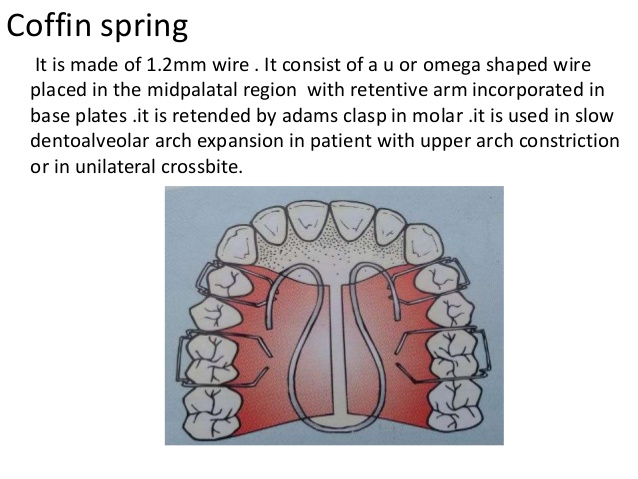 Coffin spring
It is made of 1.2mm wire . It consist of a u or omega shaped wire
placed in the midpalatal region with retentive arm incorporated in
base plates .it is retended by adams clasp in molar .it is used in slow
dentoalveolar arch expansion in patient with upper arch constriction
or in unilateral crossbite.